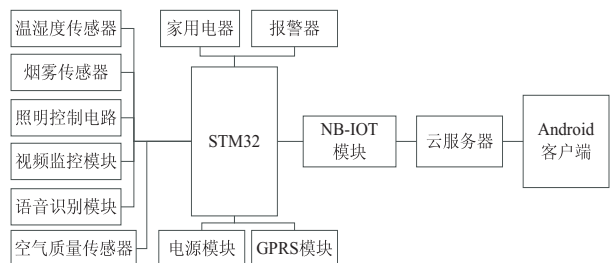 温湿度传感器
烟雾传感器
照明控制电路
视频监控模块
语音识别模块
空气质量传感器
家用电器
报警器
STM32
电源模块
GPRS模块
NB-IOT
模块
云服务器
Android
客户端